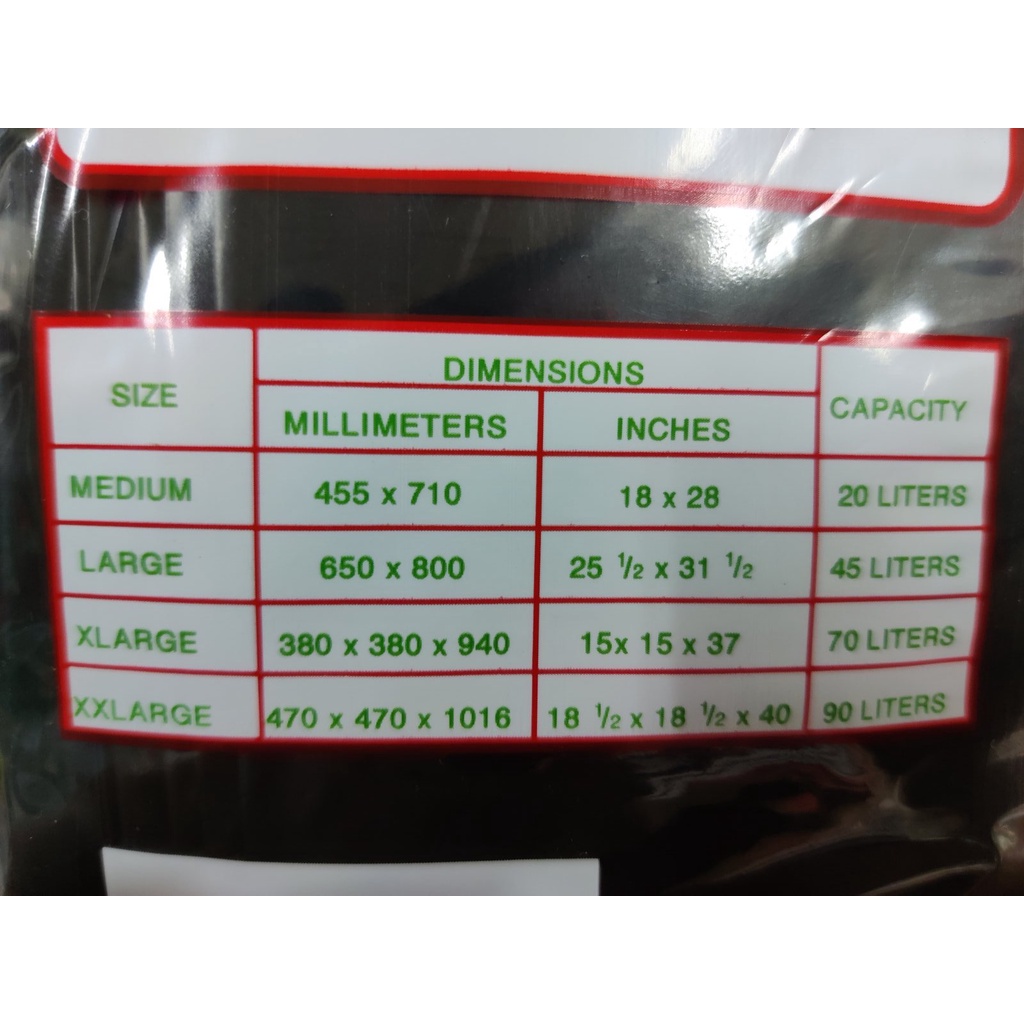 SIZE DIMENSIONS CAPACITY
MILLIMETERS INCHES
MEDIUM 455 x 710 18 x 28 20 LITERS
LARGE 650 x 800 25 1/2 x 31 1/2 45 LITERS
XLARGE 380 x 380 x 940 15x 15 x 37 70 LITERS
XXLARGE 470 x 470 x 1016 18 1/2 x 18 1/2 x 40 90 LITERS